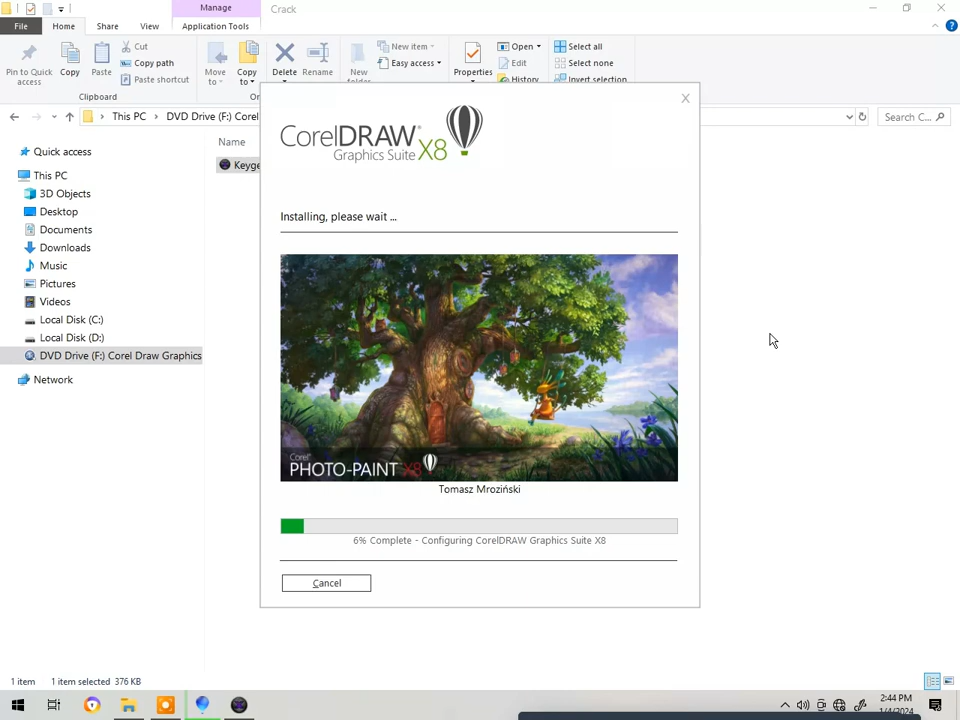 Manage
Crack
File
Home
Share
View
Application Tools
Pin to Quick access
Copy
Paste
Cut
Copy path
Paste shortcut
Clipboard
Move to
Copy to
Delete
Rename
New
New item
Easy access
Properties
Open
Edit
History
Select all
Select none
Invert selection
This PC
DVD Drive (F:) Corel
Search C...
Quick access
This PC
3D Objects
Desktop
Documents
Downloads
Music
Pictures
Videos
Local Disk (C:)
Local Disk (D:)
DVD Drive (F:) Corel Draw Graphics
Network
Name
Keyge
CorelDRAW®
Graphics Suite X8
Installing, please wait ...
Corel®
PHOTO-PAINT X8
Tomasz Mroziński
6% Complete - Configuring CorelDRAW Graphics Suite X8
Cancel
1 item
1 item selected 376 KB
2:44 PM
1/4/2024